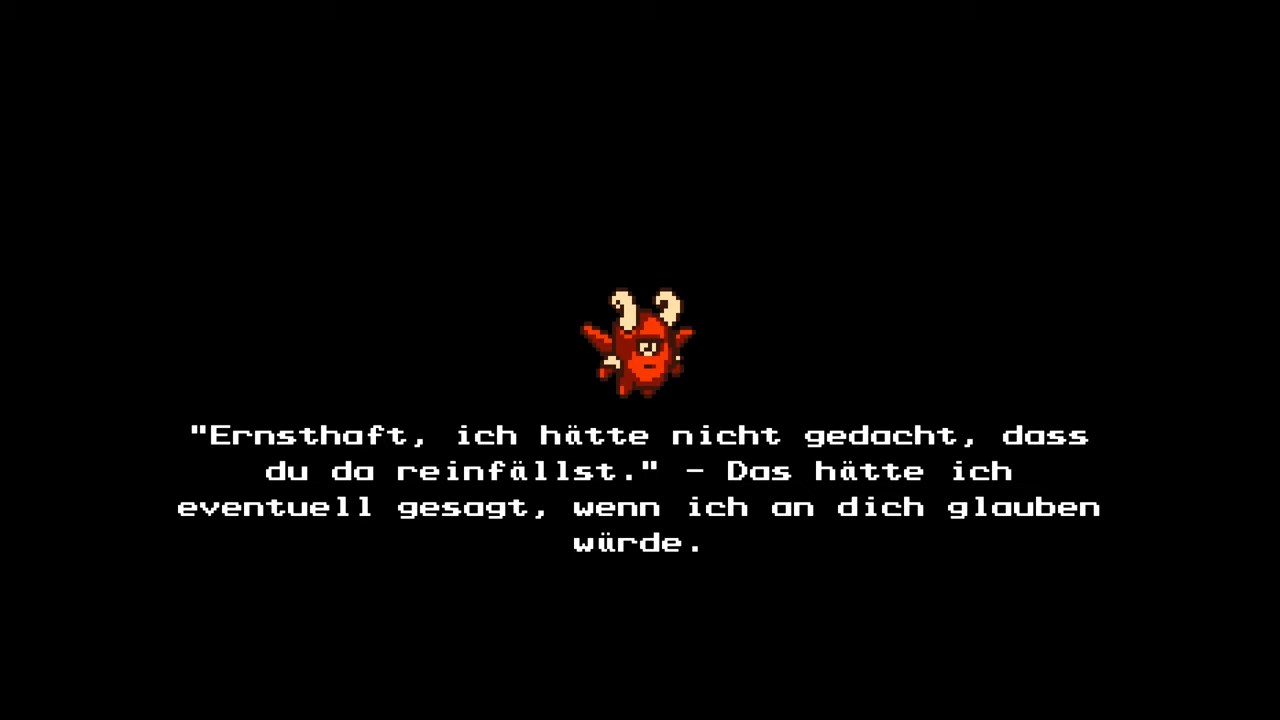 "Ernsthaft, ich hätte nicht gedacht, dass
du da reinfällst." - Das hätte ich
eventuell gesagt, wenn ich an dich glauben
würde.